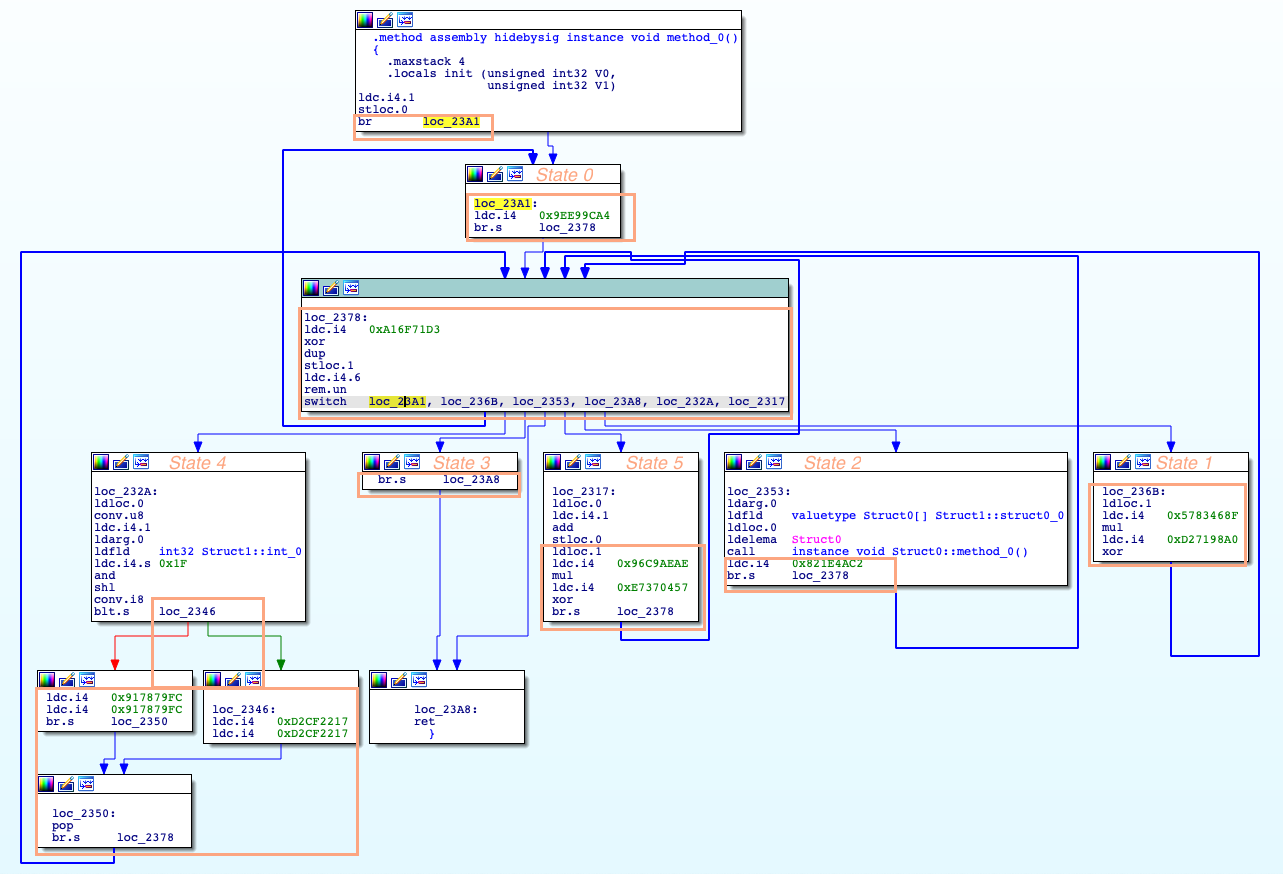 .method assembly hidebysig instance void method_0()
{
.maxstack 4
.locals init (unsigned int32 V0,
unsigned int32 V1)
ldc.i4.1
stloc.0
br loc_23A1
State 0
loc_23A1:
ldc.i4 0x9EE99CA4
br.s loc_2378
loc_2378:
ldc.i4 0xA16F71D3
xor
dup
stloc.1
ldc.i4.6
rem.un
switch loc_23A1, loc_236B, loc_2353, loc_23A8, loc_232A, loc_2317
State 4
loc_232A:
ldloc.0
conv.u8
ldc.i4.1
ldarg.0
ldfld int32 Struct1::int_0
ldc.i4.s 0x1F
and
shl
conv.i8
blt.s loc_2346
State 3
br.s loc_23A8
State 5
loc_2317:
ldloc.0
ldc.i4.1
add
stloc.0
ldloc.1
ldc.i4 0x96C9AEAE
mul
ldc.i4 0xE7370457
xor
br.s loc_2378
State 2
loc_2353:
ldarg.0
ldfld valuetype Struct0[] Struct1::struct0_0
ldloc.0
ldelema Struct0
call instance void Struct0::method_0()
ldc.i4 0x821E4AC2
br.s loc_2378
State 1
loc_236B:
ldloc.1
ldc.i4 0x5783468F
mul
ldc.i4 0xD27198A0
xor
ldc.i4 0x917879FC
ldc.i4 0x917879FC
br.s loc_2350
loc_2346:
ldc.i4 0xD2CF2217
ldc.i4 0xD2CF2217
loc_23A8:
ret
}
loc_2350:
pop
br.s loc_2378